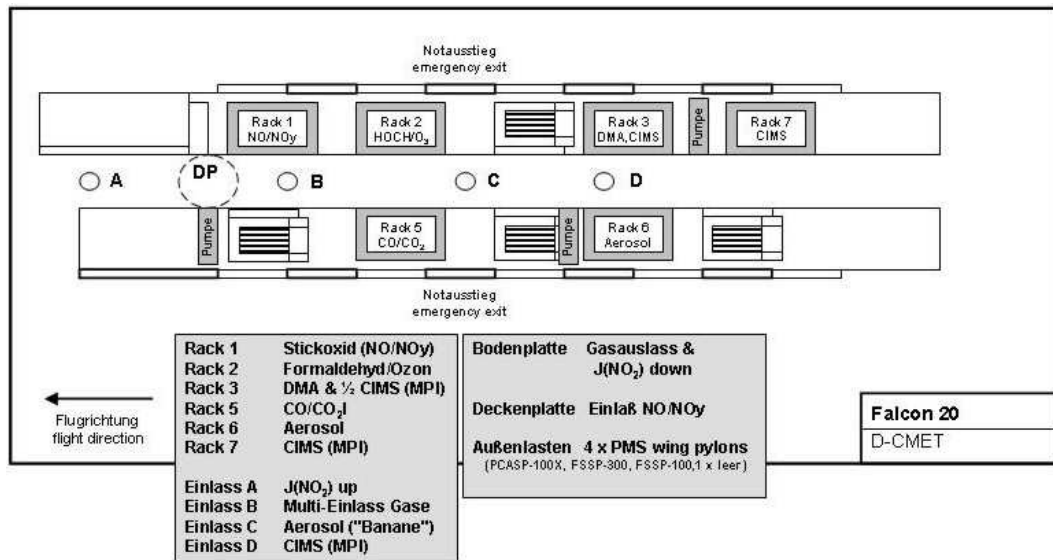 Notausstieg
emergency exit
Rack 1
NO/NOy
Rack 2
HOCH/O₃
Rack 3
DMA,CIMS
Pumpe
Rack 7
CIMS
A
DP
B
C
D
Pumpe
Rack 5
CO/CO₂
Pumpe
Rack 6
Aerosol
Notausstieg
emergency exit
Flugrichtung
flight direction
Rack 1 Stickoxid (NO/NOy)
Rack 2 Formaldehyd/Ozon
Rack 3 DMA & ½ CIMS (MPI)
Rack 5 CO/CO₂I
Rack 6 Aerosol
Rack 7 CIMS (MPI)
Einlass A J(NO₂) up
Einlass B Multi-Einlass Gase
Einlass C Aerosol ("Banane")
Einlass D CIMS (MPI)
Bodenplatte Gasauslass &
J(NO₂) down
Deckenplatte Einlaß NO/NOy
Außenlasten 4 x PMS wing pylons
(PCASP-100X, FSSP-300, FSSP-100,1 x leer)
Falcon 20
D-CMET